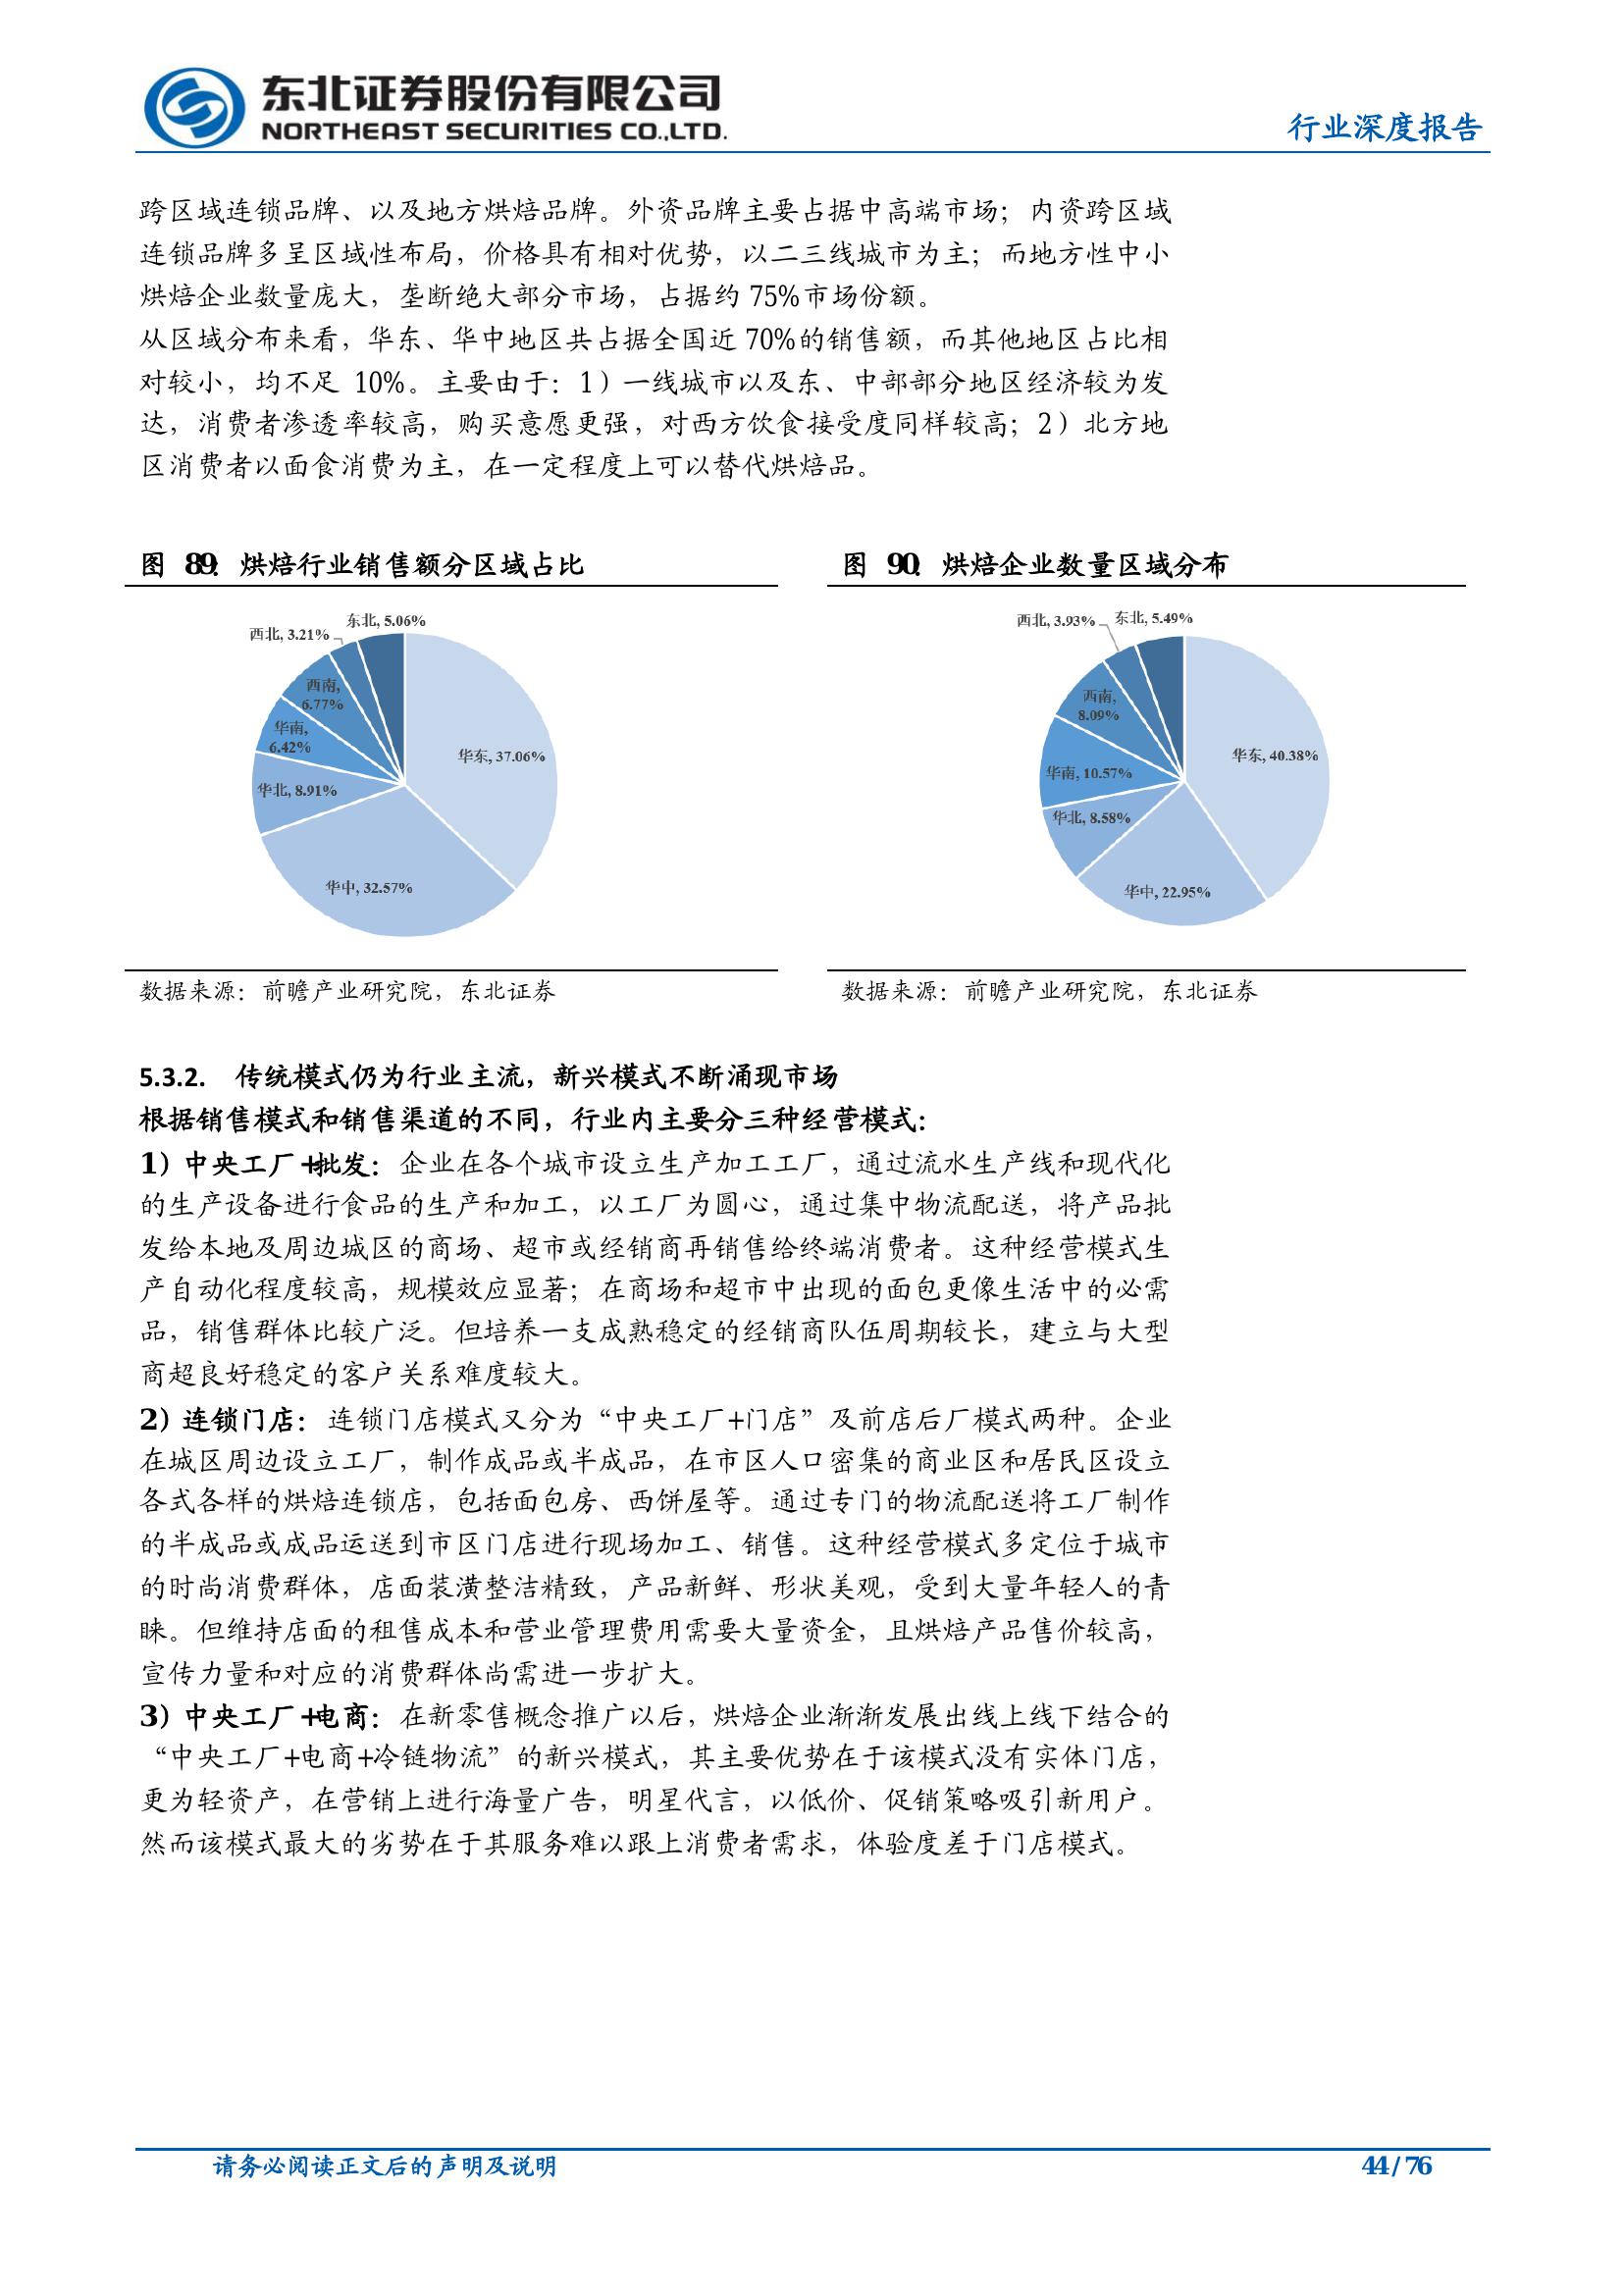 东北证券股份有限公司
NORTHEAST SECURITIES CO.,LTD.
行业深度报告
跨区域连锁品牌、以及地方烘焙品牌。外资品牌主要占据中高端市场；内资跨区域
连锁品牌多呈区域性布局，价格具有相对优势，以二三线城市为主；而地方性中小
烘焙企业数量庞大，垄断绝大部分市场，占据约 75%市场份额。
从区域分布来看，华东、华中地区共占据全国近 70%的销售额，而其他地区占比相
对较小，均不足 10%。主要由于：1）一线城市以及东、中部部分地区经济较为发
达，消费者渗透率较高，购买意愿更强，对西方饮食接受度同样较高；2）北方地
区消费者以面食消费为主，在一定程度上可以替代烘焙品。
图 89：烘焙行业销售额分区域占比
东北, 5.06%
西北, 3.21%
西南,
6.77%
华南,
6.42%
华东, 37.06%
华北, 8.91%
华中, 32.57%
数据来源：前瞻产业研究院，东北证券
图 90：烘焙企业数量区域分布
西北, 3.93%
东北, 5.49%
西南,
8.09%
华东, 40.38%
华南, 10.57%
华北, 8.58%
华中, 22.95%
数据来源：前瞻产业研究院，东北证券
5.3.2. 传统模式仍为行业主流，新兴模式不断涌现市场
根据销售模式和销售渠道的不同，行业内主要分三种经营模式：
1）中央工厂+批发：企业在各个城市设立生产加工工厂，通过流水生产线和现代化
的生产设备进行食品的生产和加工，以工厂为圆心，通过集中物流配送，将产品批
发给本地及周边城区的商场、超市或经销商再销售给终端消费者。这种经营模式生
产自动化程度较高，规模效应显著；在商场和超市中出现的面包更像生活中的必需
品，销售群体比较广泛。但培养一支成熟稳定的经销商队伍周期较长，建立与大型
商超良好稳定的客户关系难度较大。
2）连锁门店：连锁门店模式又分为“中央工厂+门店”及前店后厂模式两种。企业
在城区周边设立工厂，制作成品或半成品，在市区人口密集的商业区和居民区设立
各式各样的烘焙连锁店，包括面包房、西饼屋等。通过专门的物流配送将工厂制作
的半成品或成品运送到市区门店进行现场加工、销售。这种经营模式多定位于城市
的时尚消费群体，店面装潢整洁精致，产品新鲜、形状美观，受到大量年轻人的青
睐。但维持店面的租售成本和营业管理费用需要大量资金，且烘焙产品售价较高，
宣传力量和对应的消费群体尚需进一步扩大。
3）中央工厂+电商：在新零售概念推广以后，烘焙企业渐渐发展出线上线下结合的
“中央工厂+电商+冷链物流”的新兴模式，其主要优势在于该模式没有实体门店，
更为轻资产，在营销上进行海量广告，明星代言，以低价、促销策略吸引新用户。
然而该模式最大的劣势在于其服务难以跟上消费者需求，体验度差于门店模式。
请务必阅读正文后的声明及说明
44 / 76